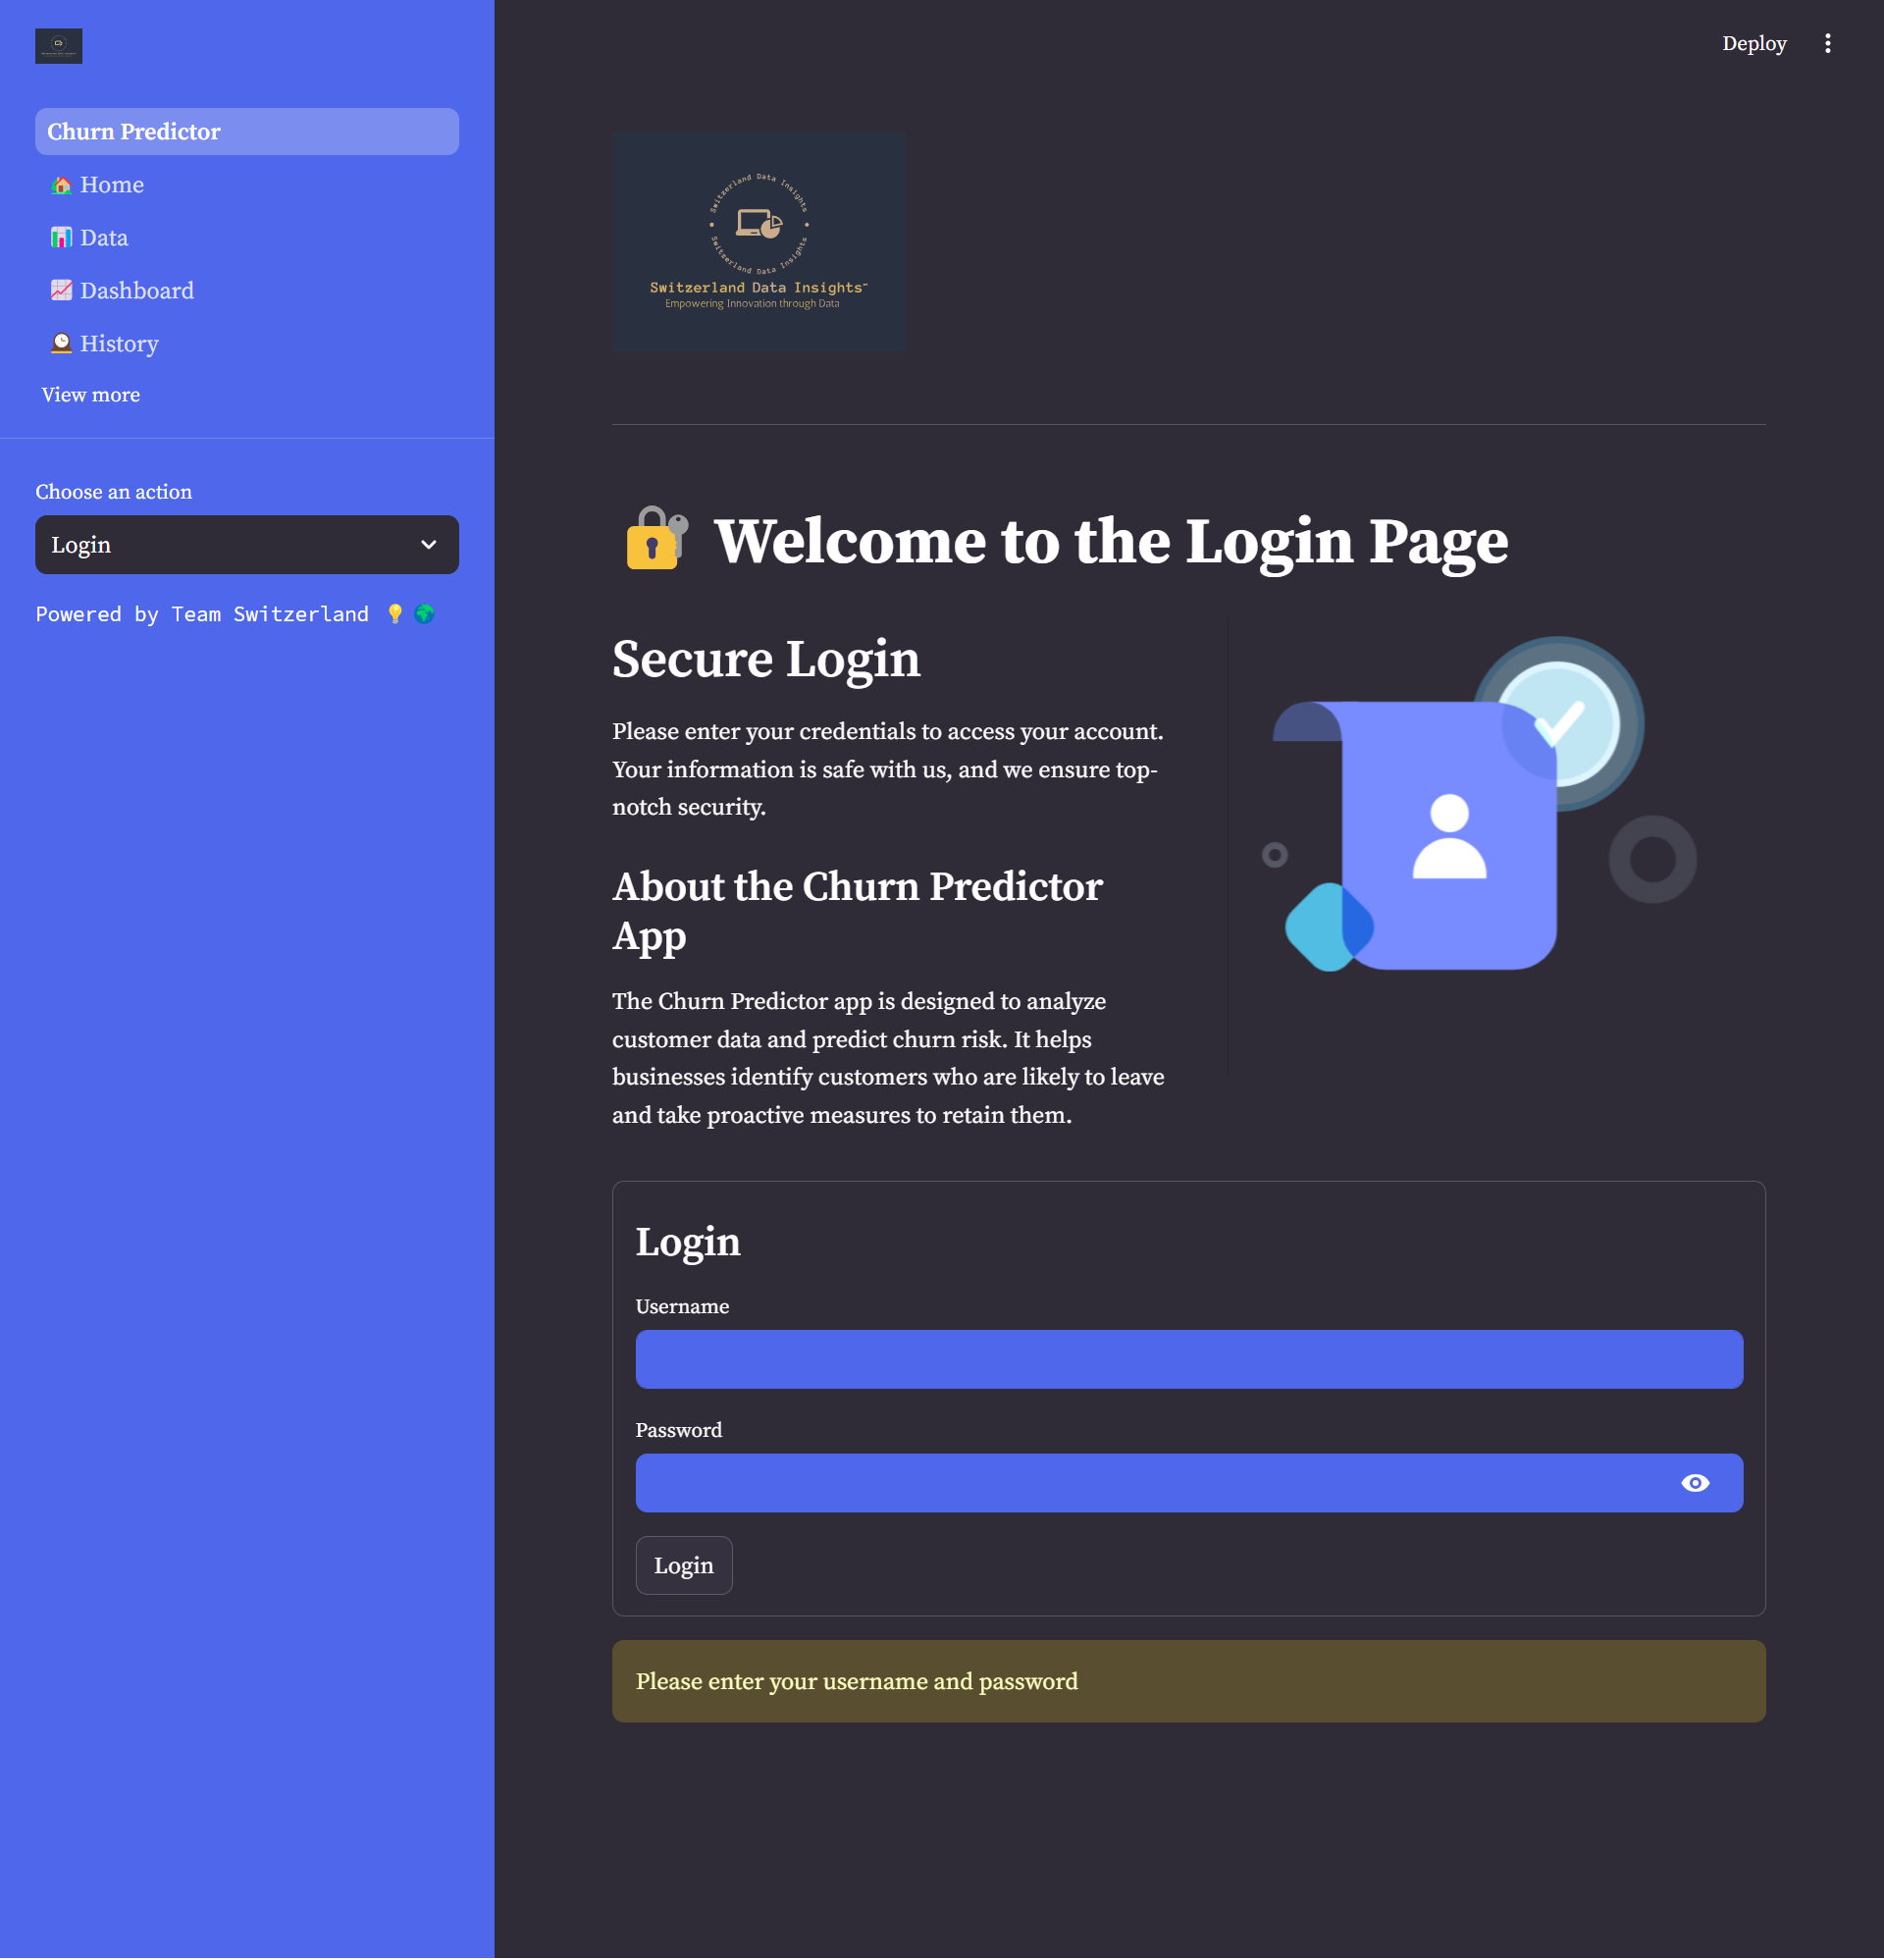 Churn Predictor
Home
Data
Dashboard
History
View more
Choose an action
Login
Powered by Team Switzerland
Deploy
Switzerland Data Insights
Switzerland Data Insights
Switzerland Data Insights™
Empowering Innovation through Data
Welcome to the Login Page
Secure Login
Please enter your credentials to access your account.
Your information is safe with us, and we ensure top-
notch security.
About the Churn Predictor
App
The Churn Predictor app is designed to analyze
customer data and predict churn risk. It helps
businesses identify customers who are likely to leave
and take proactive measures to retain them.
Login
Username
Password
Login
Please enter your username and password